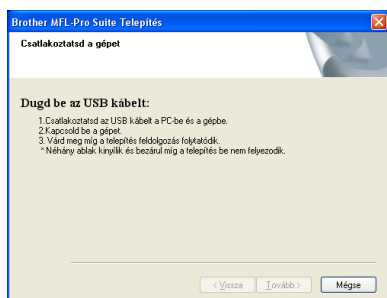 Brother MFL-Pro Suite Telepítés
Csatlakoztatsd a gépet
Dugd be az USB kábelt:
1.Csatlakoztatsd az USB kábelt a PC-be és a gépbe.
2.Kapcsold be a gépet.
3. Várd meg míg a telepítés feldolgozás folytatódik.
* Néhány ablak kinyílik és bezárul míg a telepítés be nem felyezodik.
< Vissza
Tovább >
Mégse